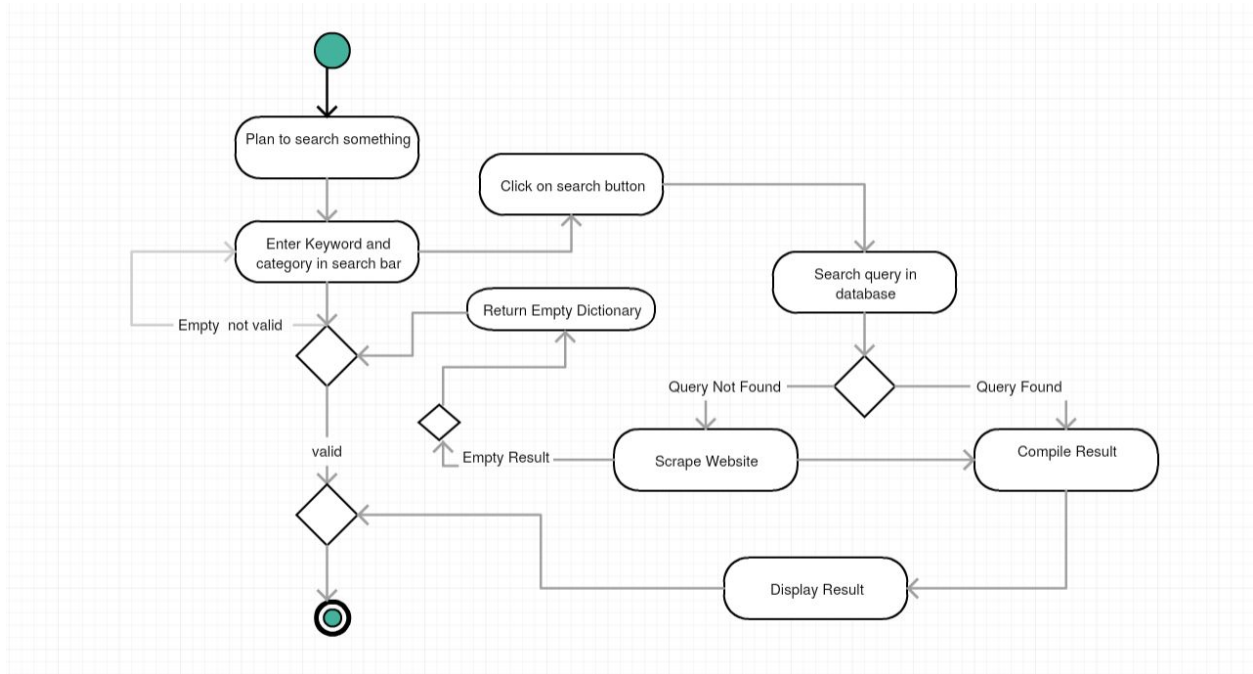 Plan to search something
Click on search button
Enter Keyword and
category in search bar
Search query in
database
Return Empty Dictionary
Empty  not valid
Query Not Found
Query Found
valid
Empty Result
Scrape Website
Compile Result
Display Result